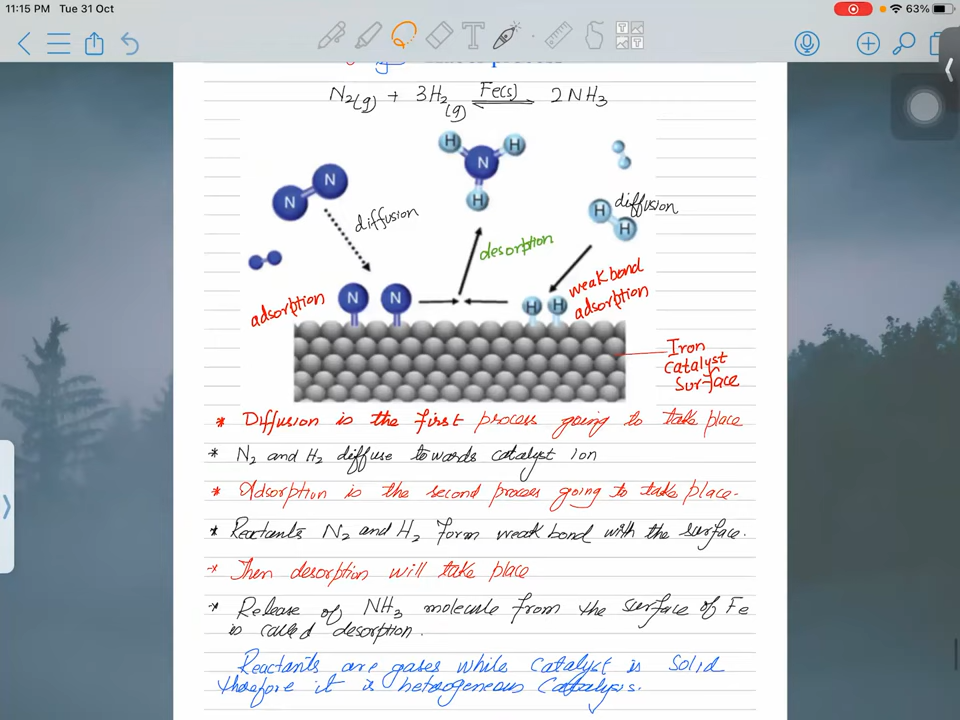 11:15 PM Tue 31 Oct
63%
N2(g) + 3H2(g) Fe(s) ⇌ 2NH3
H N H
H
N N
diffusion
H H
diffusion
desorption
adsorption
N N
H H
weak bond
adsorption
Iron
catalyst
surface
* Diffusion is the first process going to take place
* N2 and H2 diffuse towards catalyst ion
* Adsorption is the second process going to take place.
* Reactants N2 and H2 form weak bond with the surface.
* Then desorption will take place
* Release of NH3 molecule from the surface of Fe
is called desorption.
Reactants are gases while catalyst is solid
therefore it is heterogeneous Catalysis.